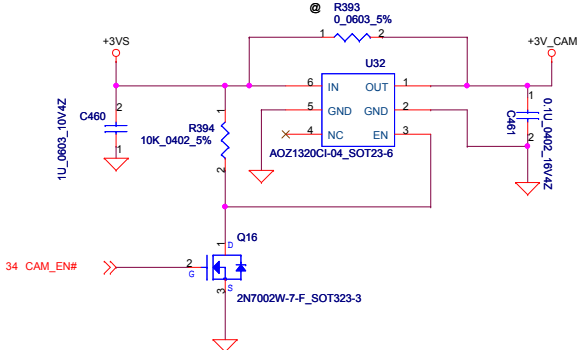 @ R393
0_0603_5%
1 2
+3VS
+3V_CAM
U32
6 IN OUT 1
5 GND GND 2
4 NC EN 3
AOZ1320CI-04_SOT23-6
2
C460
1
1U_0603_10V4Z
1
R394
10K_0402_5%
2
1
C461
2
0.1U_0402_16V4Z
Q16
1 D
2 G
3 S
2N7002W-7-F_SOT323-3
34 CAM_EN#